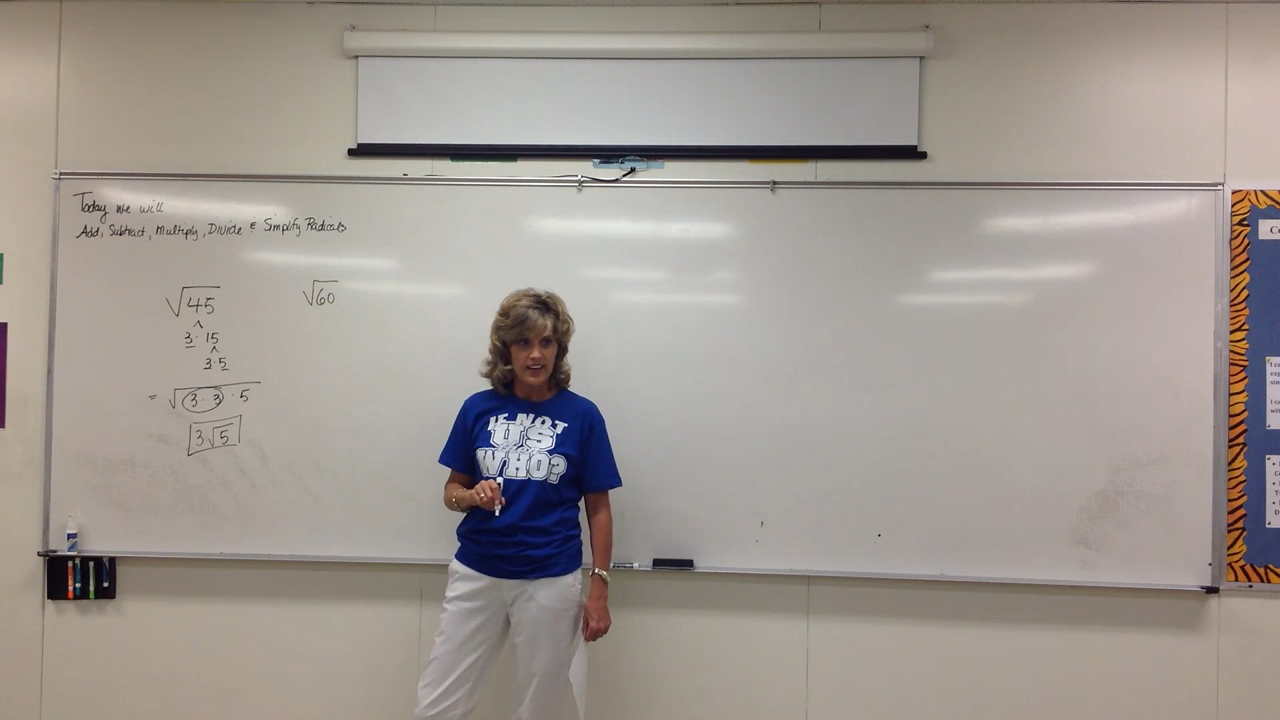 Today we will
Add, Subtract, Multiply, Divide & Simplify Radicals
√45
3 · 15
3 · 5
= √3 · 3 · 5
3√5
√60
IF NOT
US
WHO?